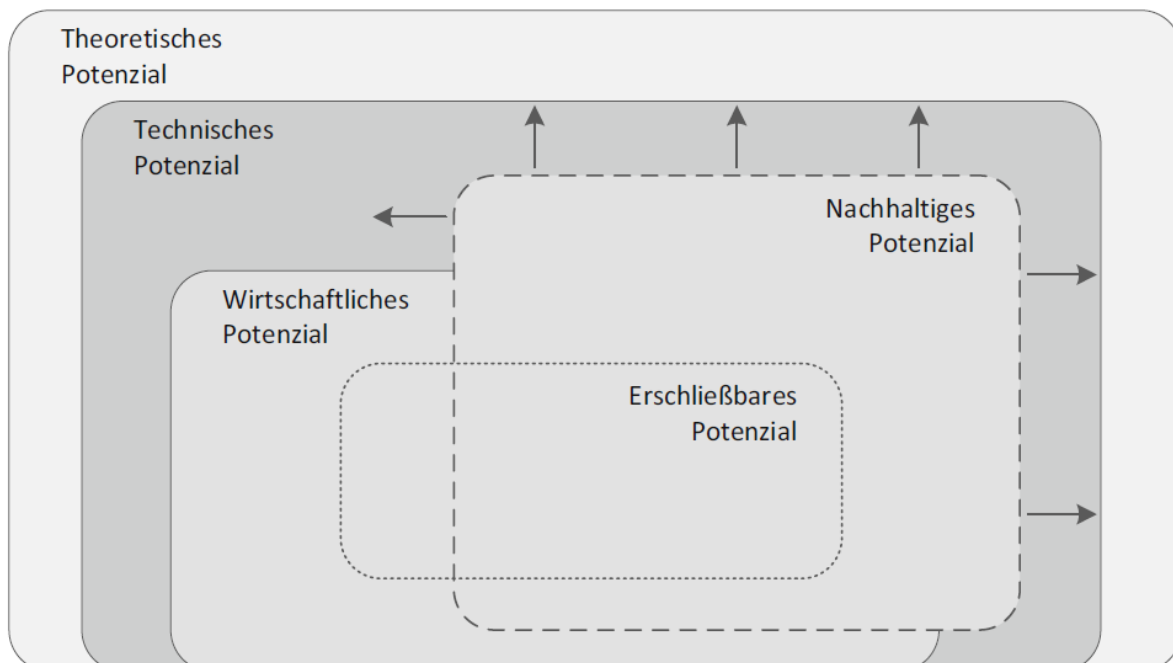 Theoretisches
Potenzial
Technisches
Potenzial
Nachhaltiges
Potenzial
Wirtschaftliches
Potenzial
Erschließbares
Potenzial